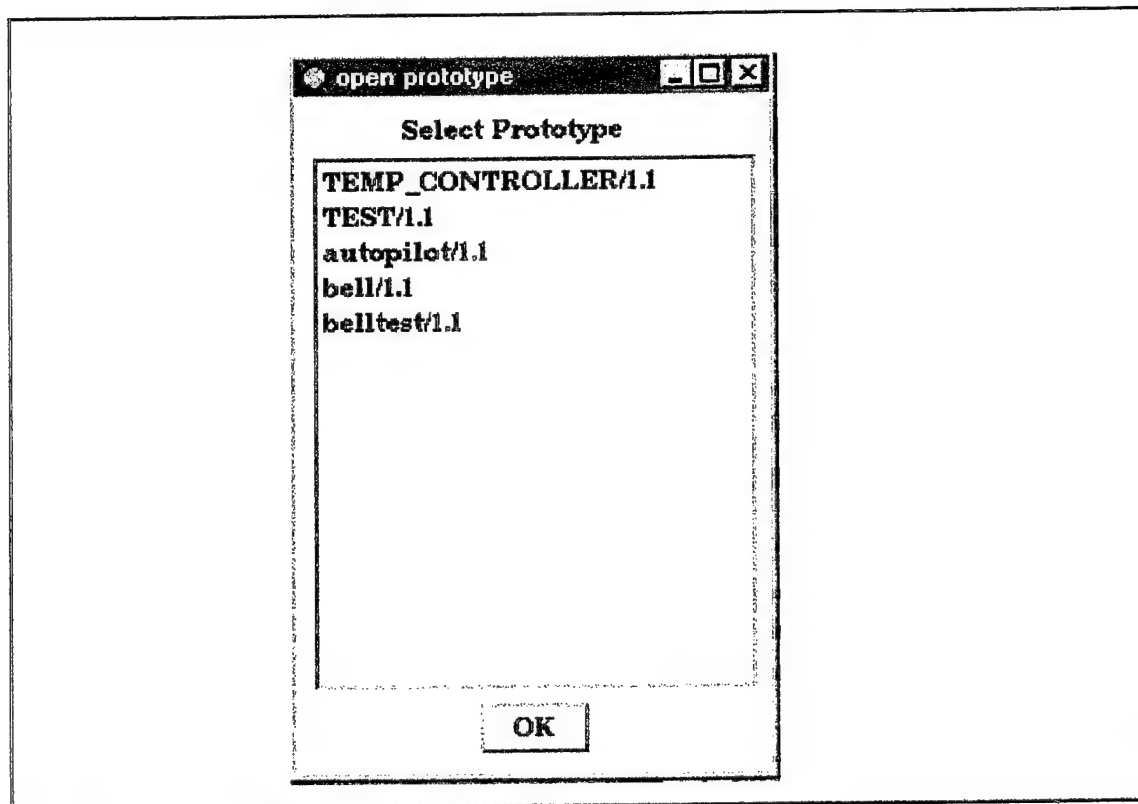 open prototype
Select Prototype
TEMP_CONTROLLER/1.1
TEST/1.1
autopilot/1.1
bell/1.1
belltest/1.1
OK